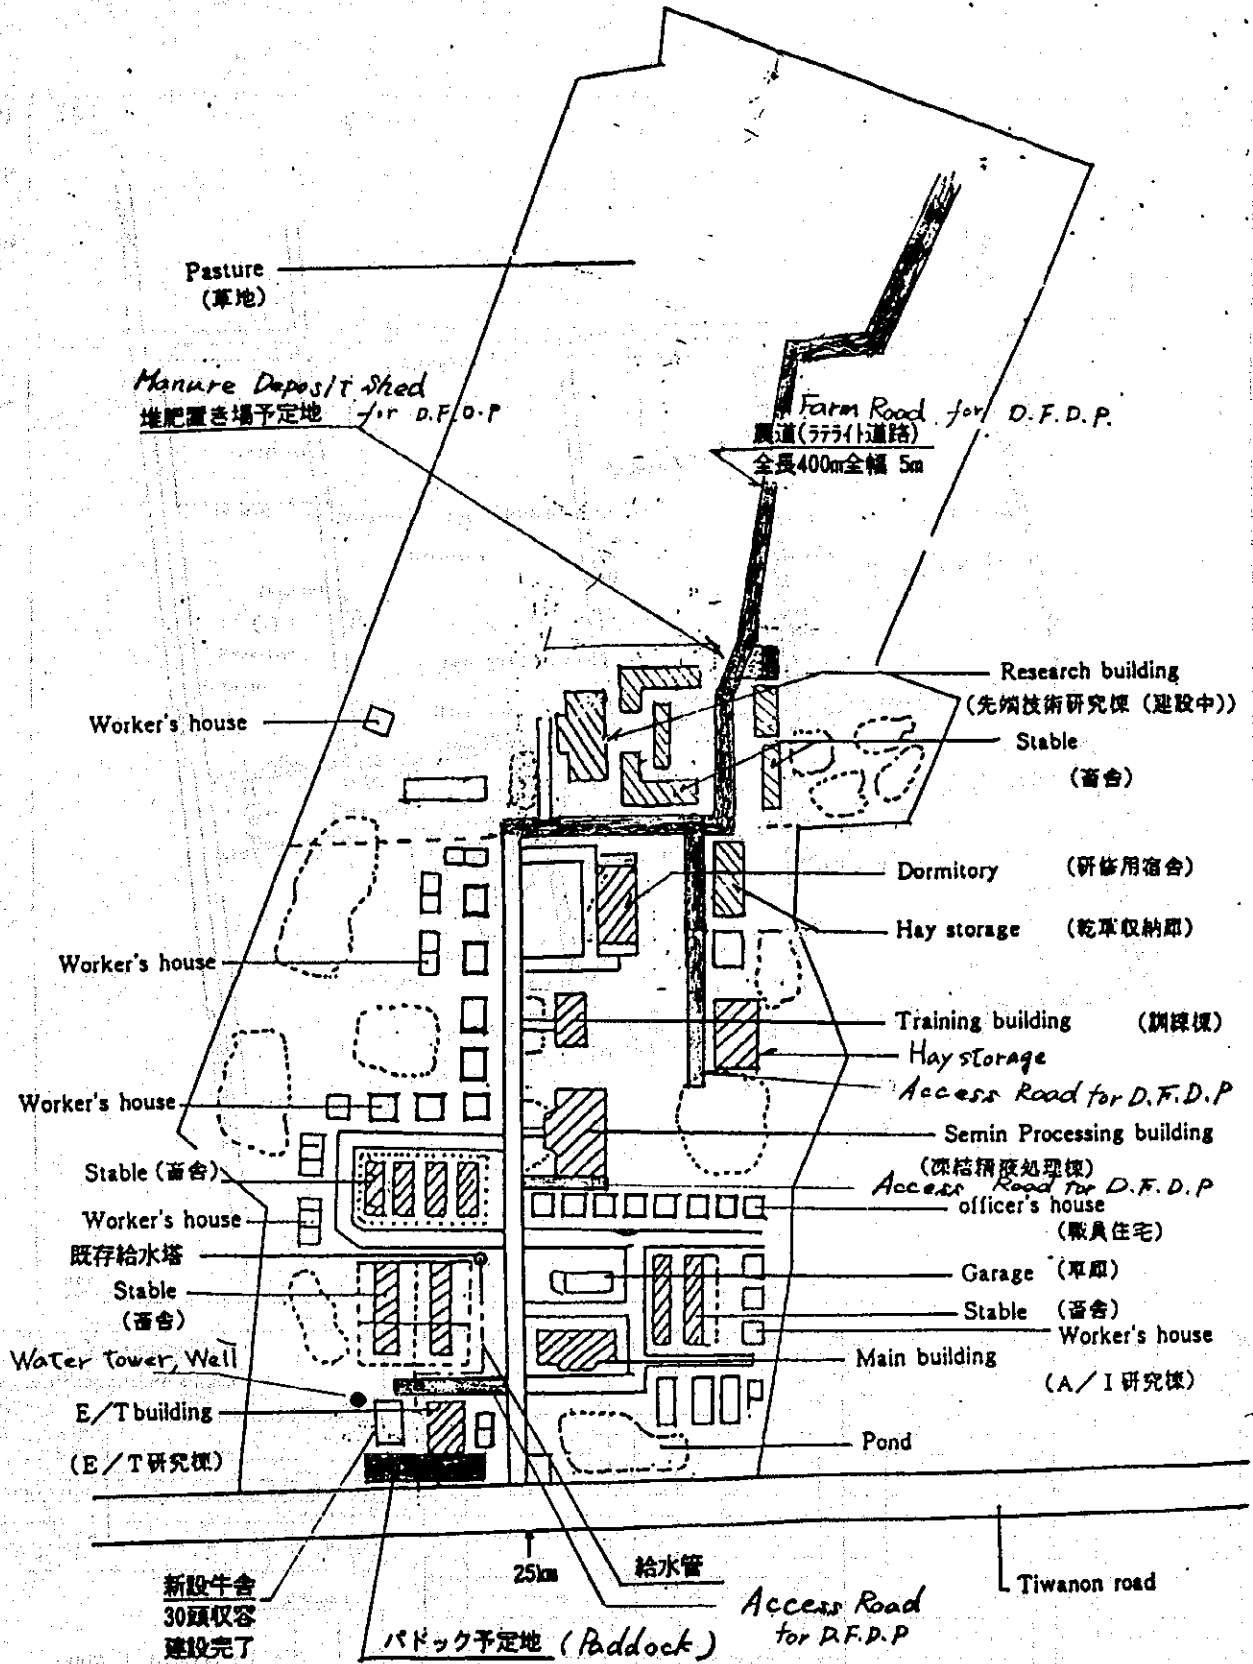 Pasture
(草地)
Manure Deposit Shed
堆肥置き場予定地 for D.F.D.P
Farm Road for D.F.D.P.
農道(ラテライト道路)
全長400m全幅 5m
Research building
(先端技術研究棟 (建設中))
Worker's house
Stable
(畜舎)
Dormitory (研修用宿舎)
Hay storage (乾草収納庫)
Worker's house
Training building (訓練棟)
Hay storage
Access Road for D.F.D.P
Worker's house
Semin Processing building
(凍結精液処理棟)
Stable (畜舎)
Access Road for D.F.D.P
officer's house
(職員住宅)
Worker's house
既存給水塔
Garage (車庫)
Stable
(畜舎)
Stable (畜舎)
Worker's house
Water Tower, Well
Main building
(A/I 研究棟)
E/T building
(E/T 研究棟)
Pond
25km
給水管
Tiwanon road
新設牛舎
30頭収容
建設完了
Access Road
for D.F.D.P
パドック予定地 (Paddock)